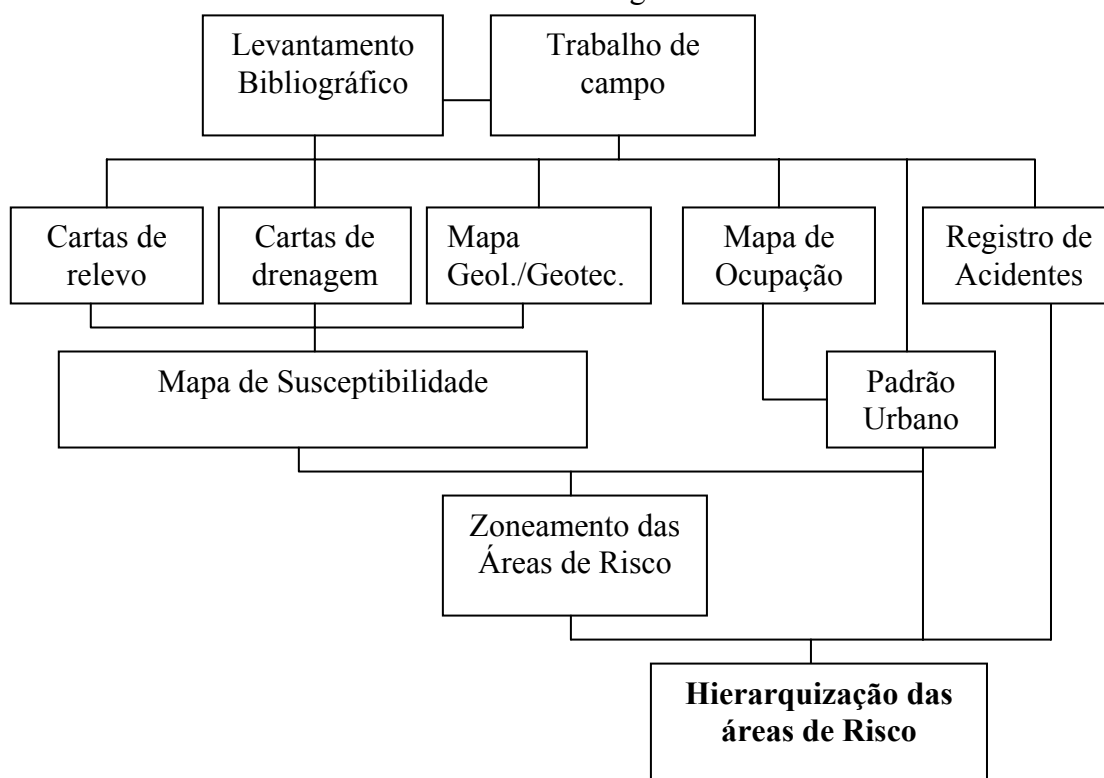 Levantamento
Bibliográfico
Trabalho de
campo
Cartas de
relevo
Cartas de
drenagem
Mapa
Geol./Geotec.
Mapa de
Ocupação
Registro de
Acidentes
Mapa de Susceptibilidade
Padrão
Urbano
Zoneamento das
Áreas de Risco
Hierarquização das
áreas de Risco